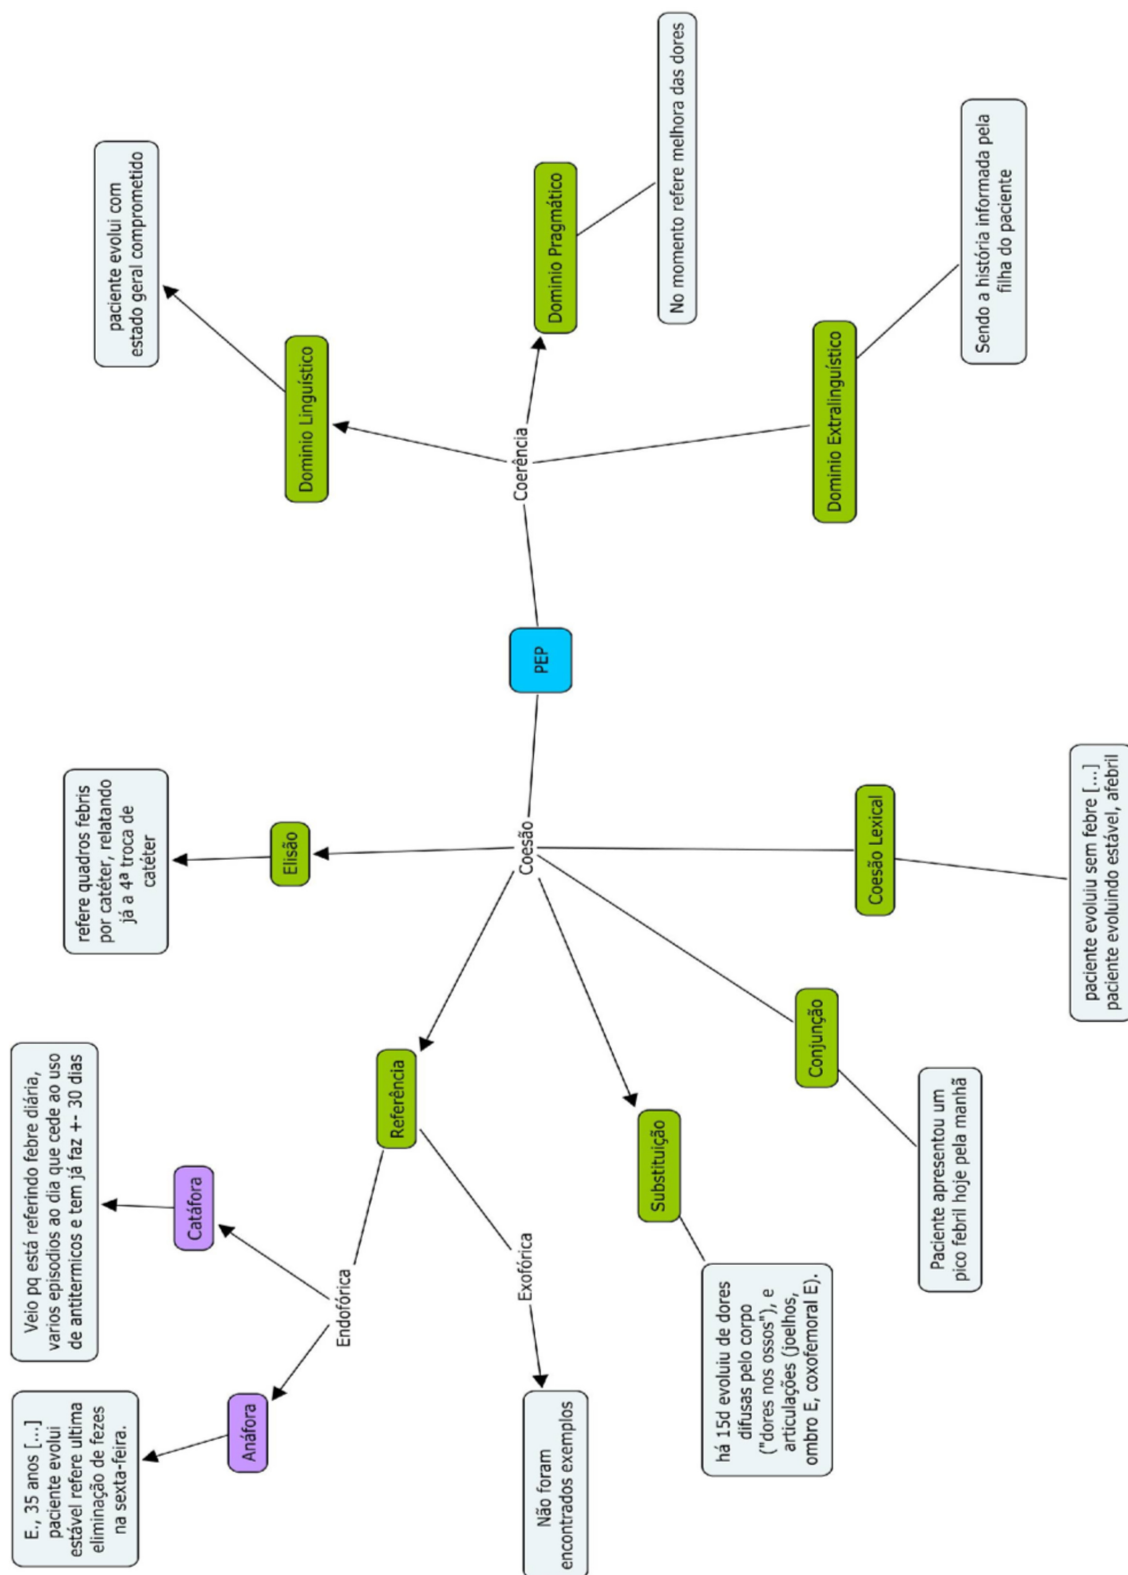 E., 35 anos [...]
paciente evolui
estável refere ultima
eliminação de fezes
na sexta-feira.
Veio pq está referindo febre diária,
varios episodios ao dia que cede ao uso
de antitermicos e tem já faz +- 30 dias
refere quadros febris
por catéter, relatando
já a 4ª troca de
catéter
paciente evolui com
estado geral comprometido
Anáfora
Catáfora
Elisão
Dominio Linguístico
Endofórica
Referência
Exofórica
Não foram
encontrados exemplos
Coesão
PEP
Coerência
Dominio Pragmático
No momento refere melhora das dores
Substituição
há 15d evoluiu de dores
difusas pelo corpo
("dores nos ossos"), e
articulações (joelhos,
ombro E, coxofemoral E).
Conjunção
Paciente apresentou um
pico febril hoje pela manhã
Coesão Lexical
paciente evoluiu sem febre [...]
paciente evoluindo estável, afebril
Dominio Extralinguístico
Sendo a história informada pela
filha do paciente